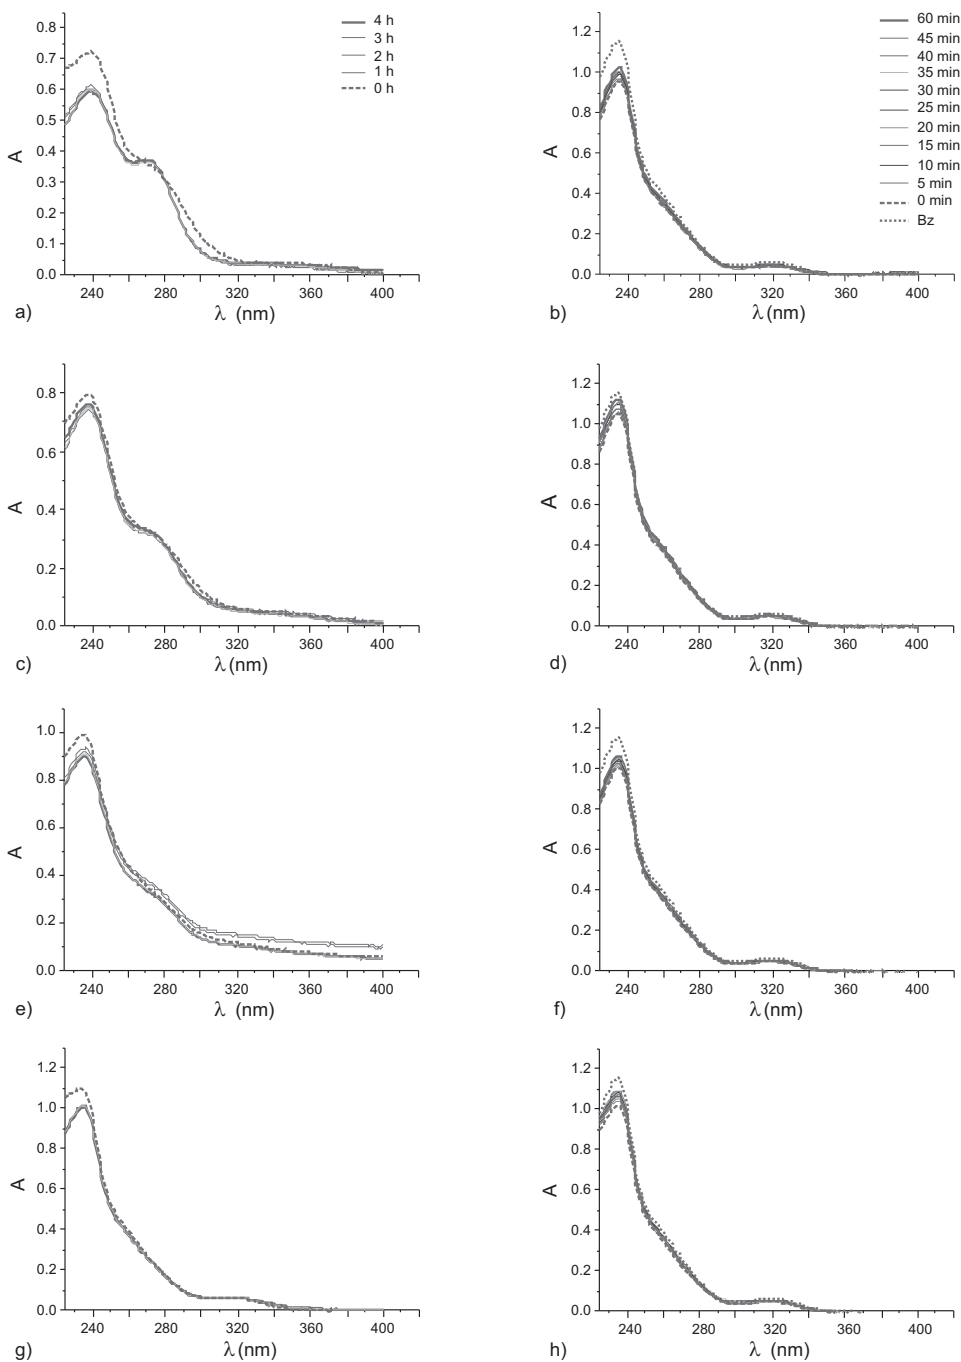 0.8
0.7
0.6
0.5
0.4
0.3
0.2
0.1
0.0
A
240 280 320 360 400
λ (nm)
a)
4 h
3 h
2 h
1 h
0 h
1.2
1.0
0.8
0.6
0.4
0.2
0.0
A
240 280 320 360 400
λ (nm)
b)
60 min
45 min
40 min
35 min
30 min
25 min
20 min
15 min
10 min
5 min
0 min
Bz
0.8
0.6
0.4
0.2
0.0
A
240 280 320 360 400
λ (nm)
c)
1.2
1.0
0.8
0.6
0.4
0.2
0.0
A
240 280 320 360 400
λ (nm)
d)
1.0
0.8
0.6
0.4
0.2
0.0
A
240 280 320 360 400
λ (nm)
e)
1.2
1.0
0.8
0.6
0.4
0.2
0.0
A
240 280 320 360 400
λ (nm)
f)
1.2
1.0
0.8
0.6
0.4
0.2
0.0
A
240 280 320 360 400
λ (nm)
g)
1.2
1.0
0.8
0.6
0.4
0.2
0.0
A
240 280 320 360 400
λ (nm)
h)